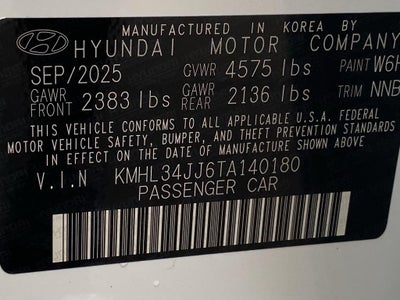 MANUFACTURED IN KOREA BY
HYUNDAI MOTOR COMPANY
SEP/2025 GVWR 4575 lbs PAINT W6H
GAWR FRONT 2383 lbs GAWR REAR 2136 lbs TRIM NNB
THIS VEHICLE CONFORMS TO ALL APPLICABLE U.S.A. FEDERAL
MOTOR VEHICLE SAFETY, BUMPER, AND THEFT PREVENTION STANDARDS
IN EFFECT ON THE DATE OF MANUFACTURE SHOWN ABOVE.
V.I.N KMHL34JJ6TA140180
PASSENGER CAR